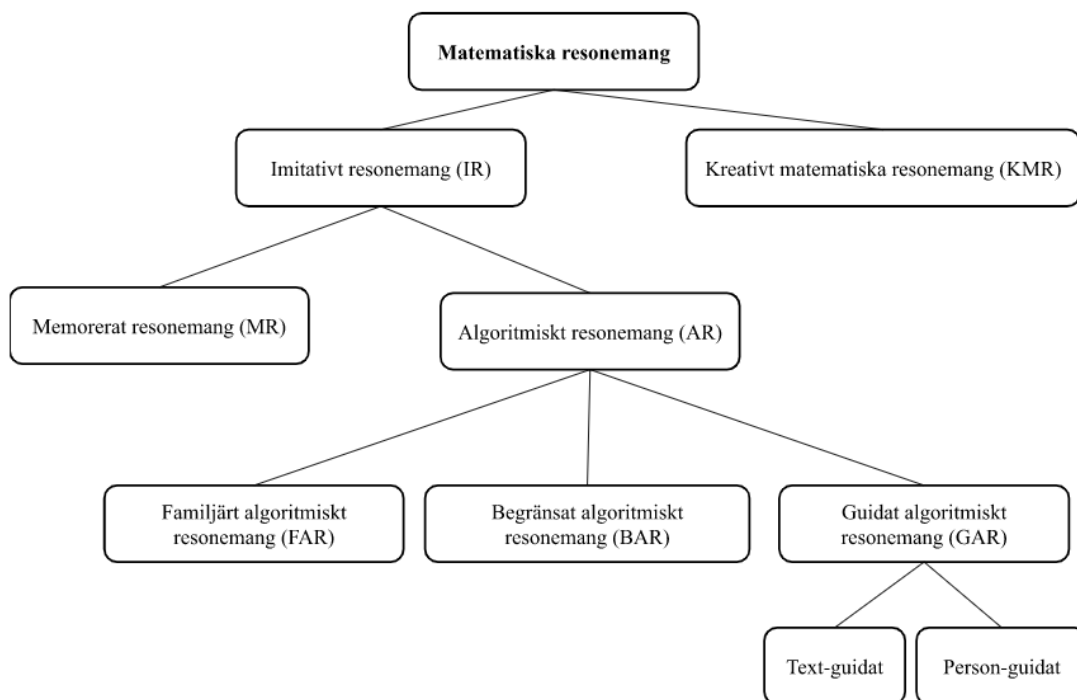 Matematiska resonemang
Imitativt resonemang (IR)
Kreativt matematiska resonemang (KMR)
Memorerat resonemang (MR)
Algoritmiskt resonemang (AR)
Familjärt algoritmiskt
resonemang (FAR)
Begränsat algoritmiskt
resonemang (BAR)
Guidat algoritmiskt
resonemang (GAR)
Text-guidat
Person-guidat